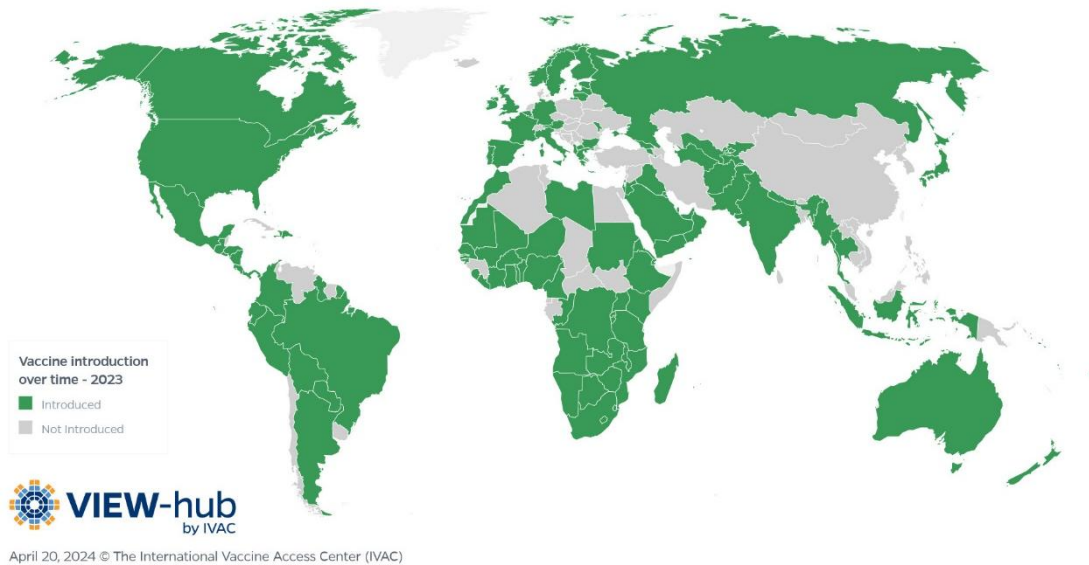 Vaccine introduction
over time - 2023
Introduced
Not Introduced
VIEW-hub
by IVAC
April 20, 2024 © The International Vaccine Access Center (IVAC)